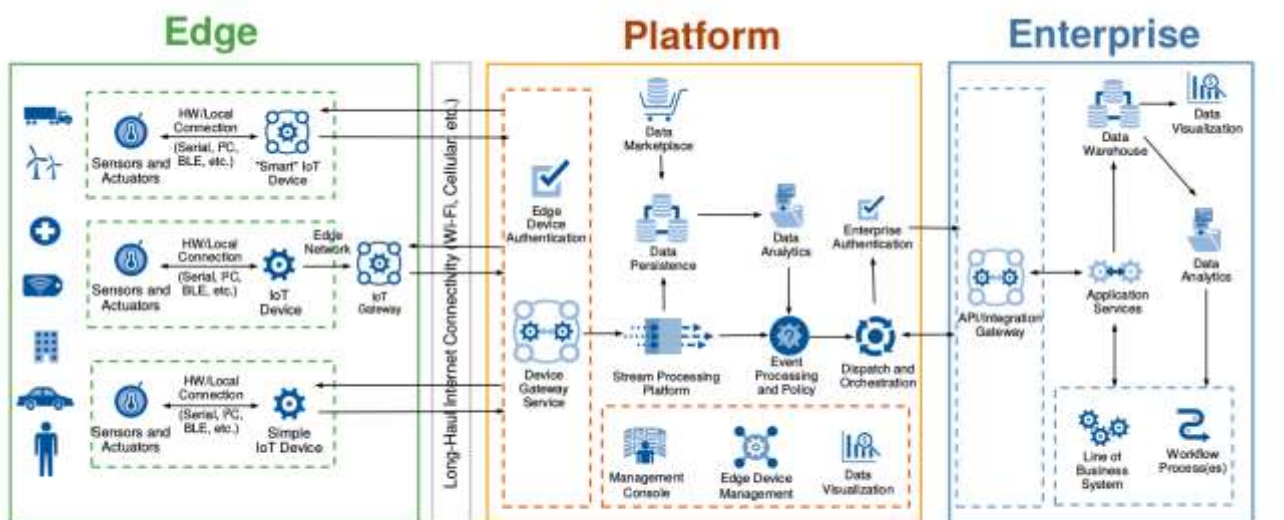 Edge
Platform
Enterprise
HW/Local
Connection
(Serial, I²C,
BLE, etc.)
Sensors and
Actuators
"Smart" IoT
Device
HW/Local
Connection
(Serial, I²C,
BLE, etc.)
Sensors and
Actuators
IoT
Device
Edge
Network
IoT
Gateway
HW/Local
Connection
(Serial, I²C,
BLE, etc.)
Sensors and
Actuators
Simple
IoT Device
Long-Haul Internet Connectivity (Wi-Fi, Cellular, etc.)
Edge
Device
Authentication
Device
Gateway
Service
Data
Marketplace
Data
Persistence
Data
Analytics
Enterprise
Authentication
Stream Processing
Platform
Event
Processing
and Policy
Dispatch and
Orchestration
Management
Console
Edge Device
Management
Data
Visualization
API/Integration
Gateway
Data
Warehouse
Data
Visualization
Data
Analytics
Application
Services
Line of
Business
System
Workflow
Process(es)